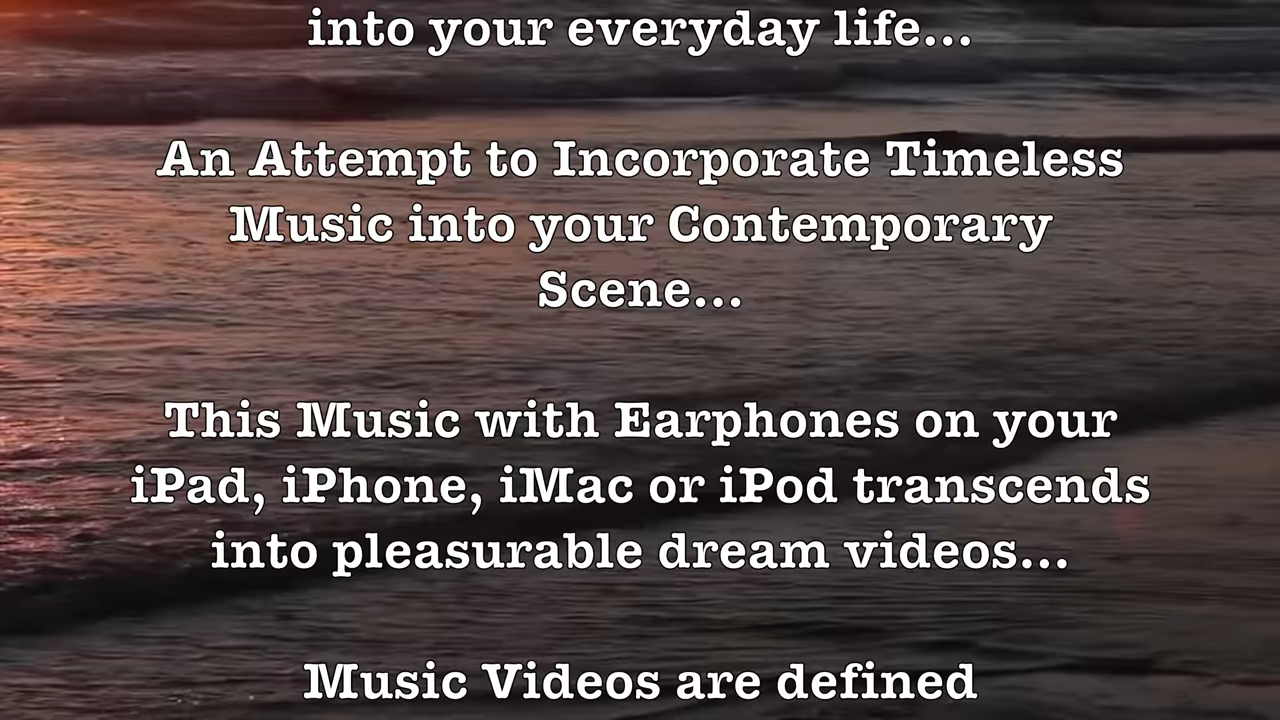 into your everyday life...
An Attempt to Incorporate Timeless
Music into your Contemporary
Scene...
This Music with Earphones on your
iPad, iPhone, iMac or iPod transcends
into pleasurable dream videos...
Music Videos are defined